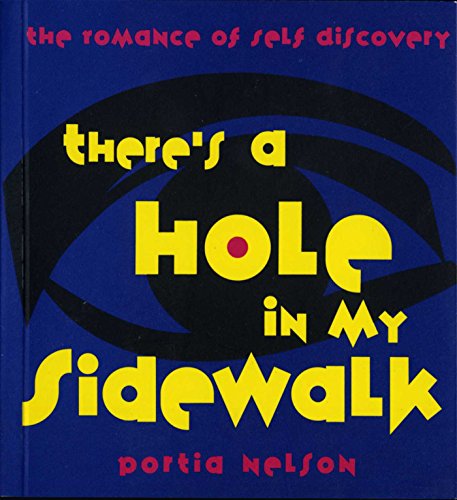 the romance of self discovery
there's a
hole
in my
sidewalk
portia nelson